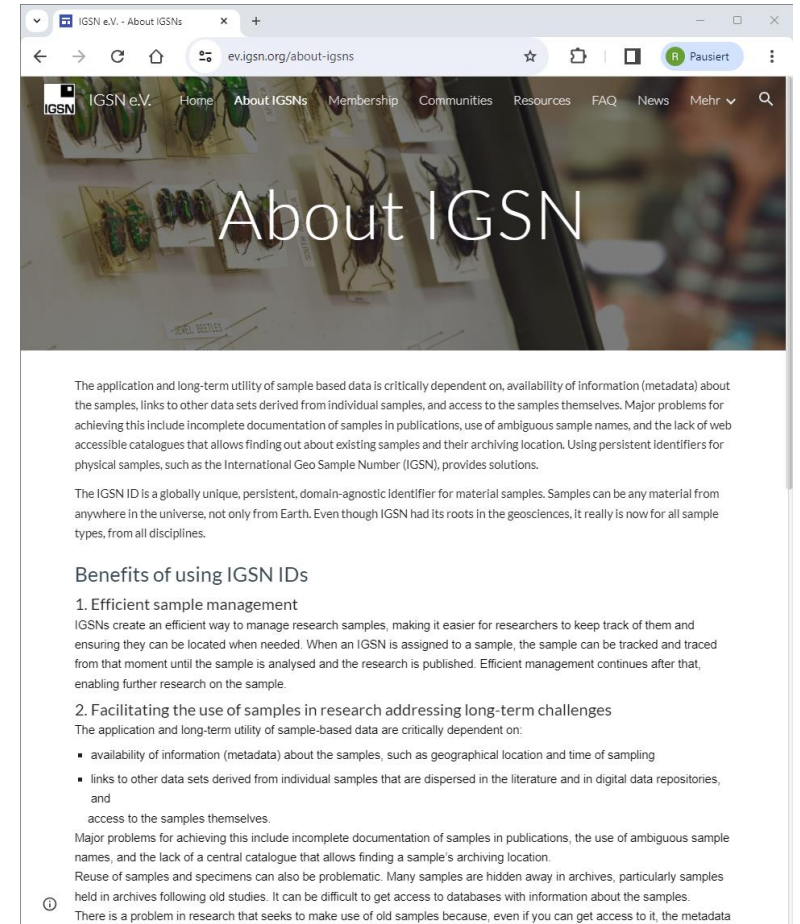 IGSN e.V. - About IGSNs
ev.igsn.org/about-igsns
R Pausiert
IGSN IGSN e.V. Home About IGSNs Membership Communities Resources FAQ News Mehr
About IGSN
JEWEL BEETLES
The application and long-term utility of sample based data is critically dependent on, availability of information (metadata) about
the samples, links to other data sets derived from individual samples, and access to the samples themselves. Major problems for
achieving this include incomplete documentation of samples in publications, use of ambiguous sample names, and the lack of web
accessible catalogues that allows finding out about existing samples and their archiving location. Using persistent identifiers for
physical samples, such as the International Geo Sample Number (IGSN), provides solutions.
The IGSN ID is a globally unique, persistent, domain-agnostic identifier for material samples. Samples can be any material from
anywhere in the universe, not only from Earth. Even though IGSN had its roots in the geosciences, it really is now for all sample
types, from all disciplines.
Benefits of using IGSN IDs
1. Efficient sample management
IGSNs create an efficient way to manage research samples, making it easier for researchers to keep track of them and
ensuring they can be located when needed. When an IGSN is assigned to a sample, the sample can be tracked and traced
from that moment until the sample is analysed and the research is published. Efficient management continues after that,
enabling further research on the sample.
2. Facilitating the use of samples in research addressing long-term challenges
The application and long-term utility of sample-based data are critically dependent on:
▪ availability of information (metadata) about the samples, such as geographical location and time of sampling
▪ links to other data sets derived from individual samples that are dispersed in the literature and in digital data repositories,
and
access to the samples themselves.
Major problems for achieving this include incomplete documentation of samples in publications, the use of ambiguous sample
names, and the lack of a central catalogue that allows finding a sample's archiving location.
Reuse of samples and specimens can also be problematic. Many samples are hidden away in archives, particularly samples
held in archives following old studies. It can be difficult to get access to databases with information about the samples.
There is a problem in research that seeks to make use of old samples because, even if you can get access to it, the metadata